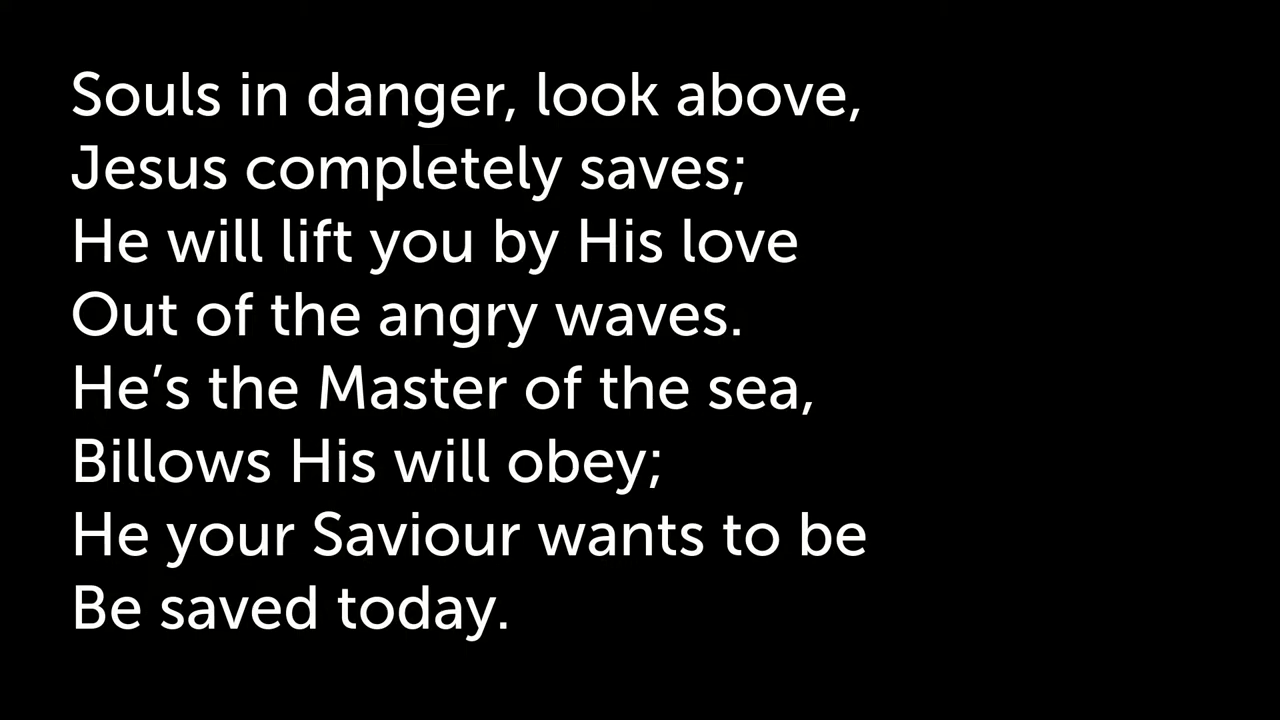 Souls in danger, look above,
Jesus completely saves;
He will lift you by His love
Out of the angry waves.
He’s the Master of the sea,
Billows His will obey;
He your Saviour wants to be
Be saved today.